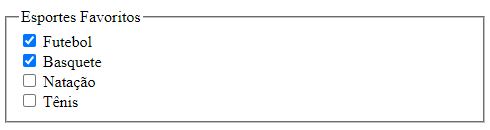 Esportes Favoritos
Futebol
Basquete
Natação
Tênis